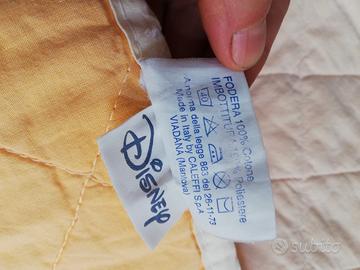 FODERA 100% Cotone
IMBOTTITURA 100% Poliestere
40
A norma della legge 883 del 26-11-73
Made in Italy by CALEFFI S.p.A
VIADANA (Mantova)
DISNEY
subito